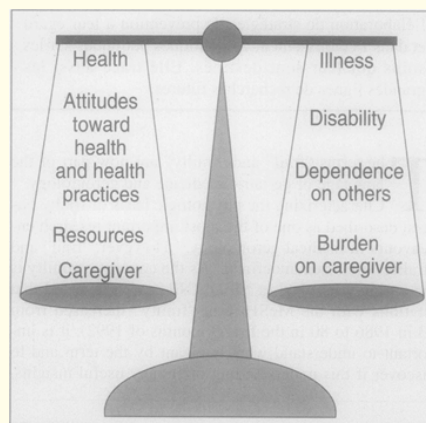 Health
Attitudes
toward
health
and health
practices
Resources
Caregiver
Illness
Disability
Dependence
on others
Burden
on caregiver